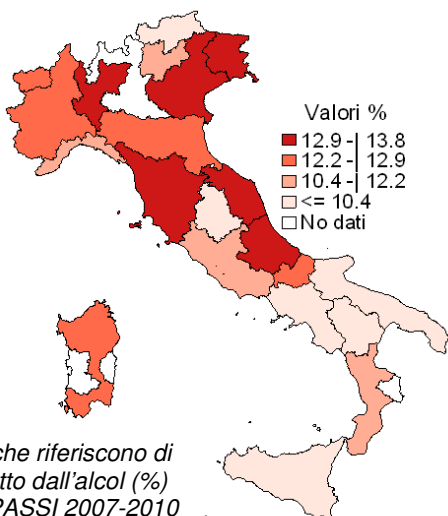 Valori %
12.9 -| 13.8
12.2 -| 12.9
10.4 -| 12.2
<= 10.4
No dati
che riferiscono di
tto dall'alcol (%)
PASSI 2007-2010